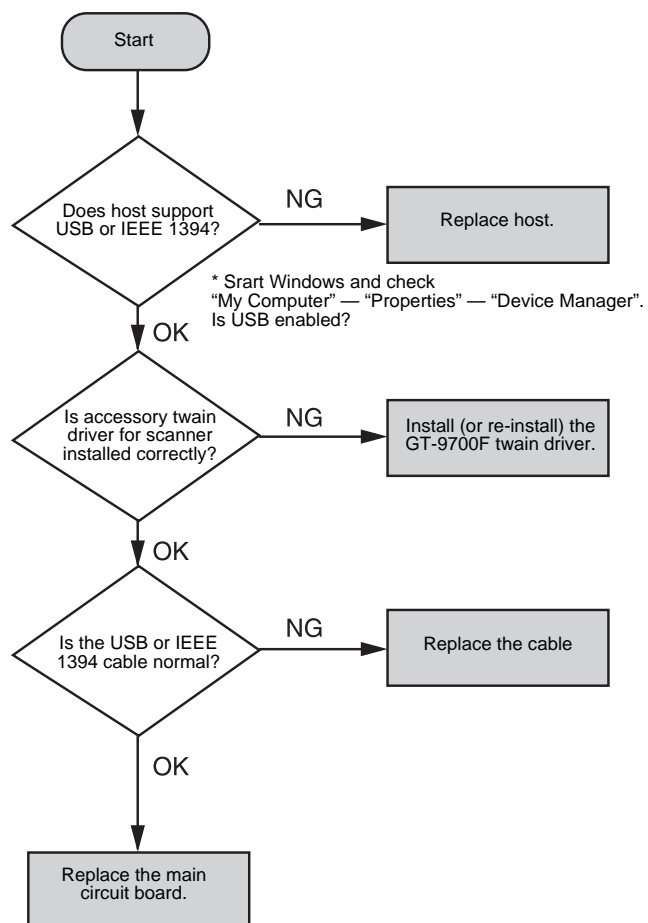 Start
Does host support
USB or IEEE 1394?
NG
Replace host.
* Srart Windows and check
“My Computer” — “Properties” — “Device Manager”.
Is USB enabled?
OK
Is accessory twain
driver for scanner
installed correctly?
NG
Install (or re-install) the
GT-9700F twain driver.
OK
Is the USB or IEEE
1394 cable normal?
NG
Replace the cable
OK
Replace the main
circuit board.